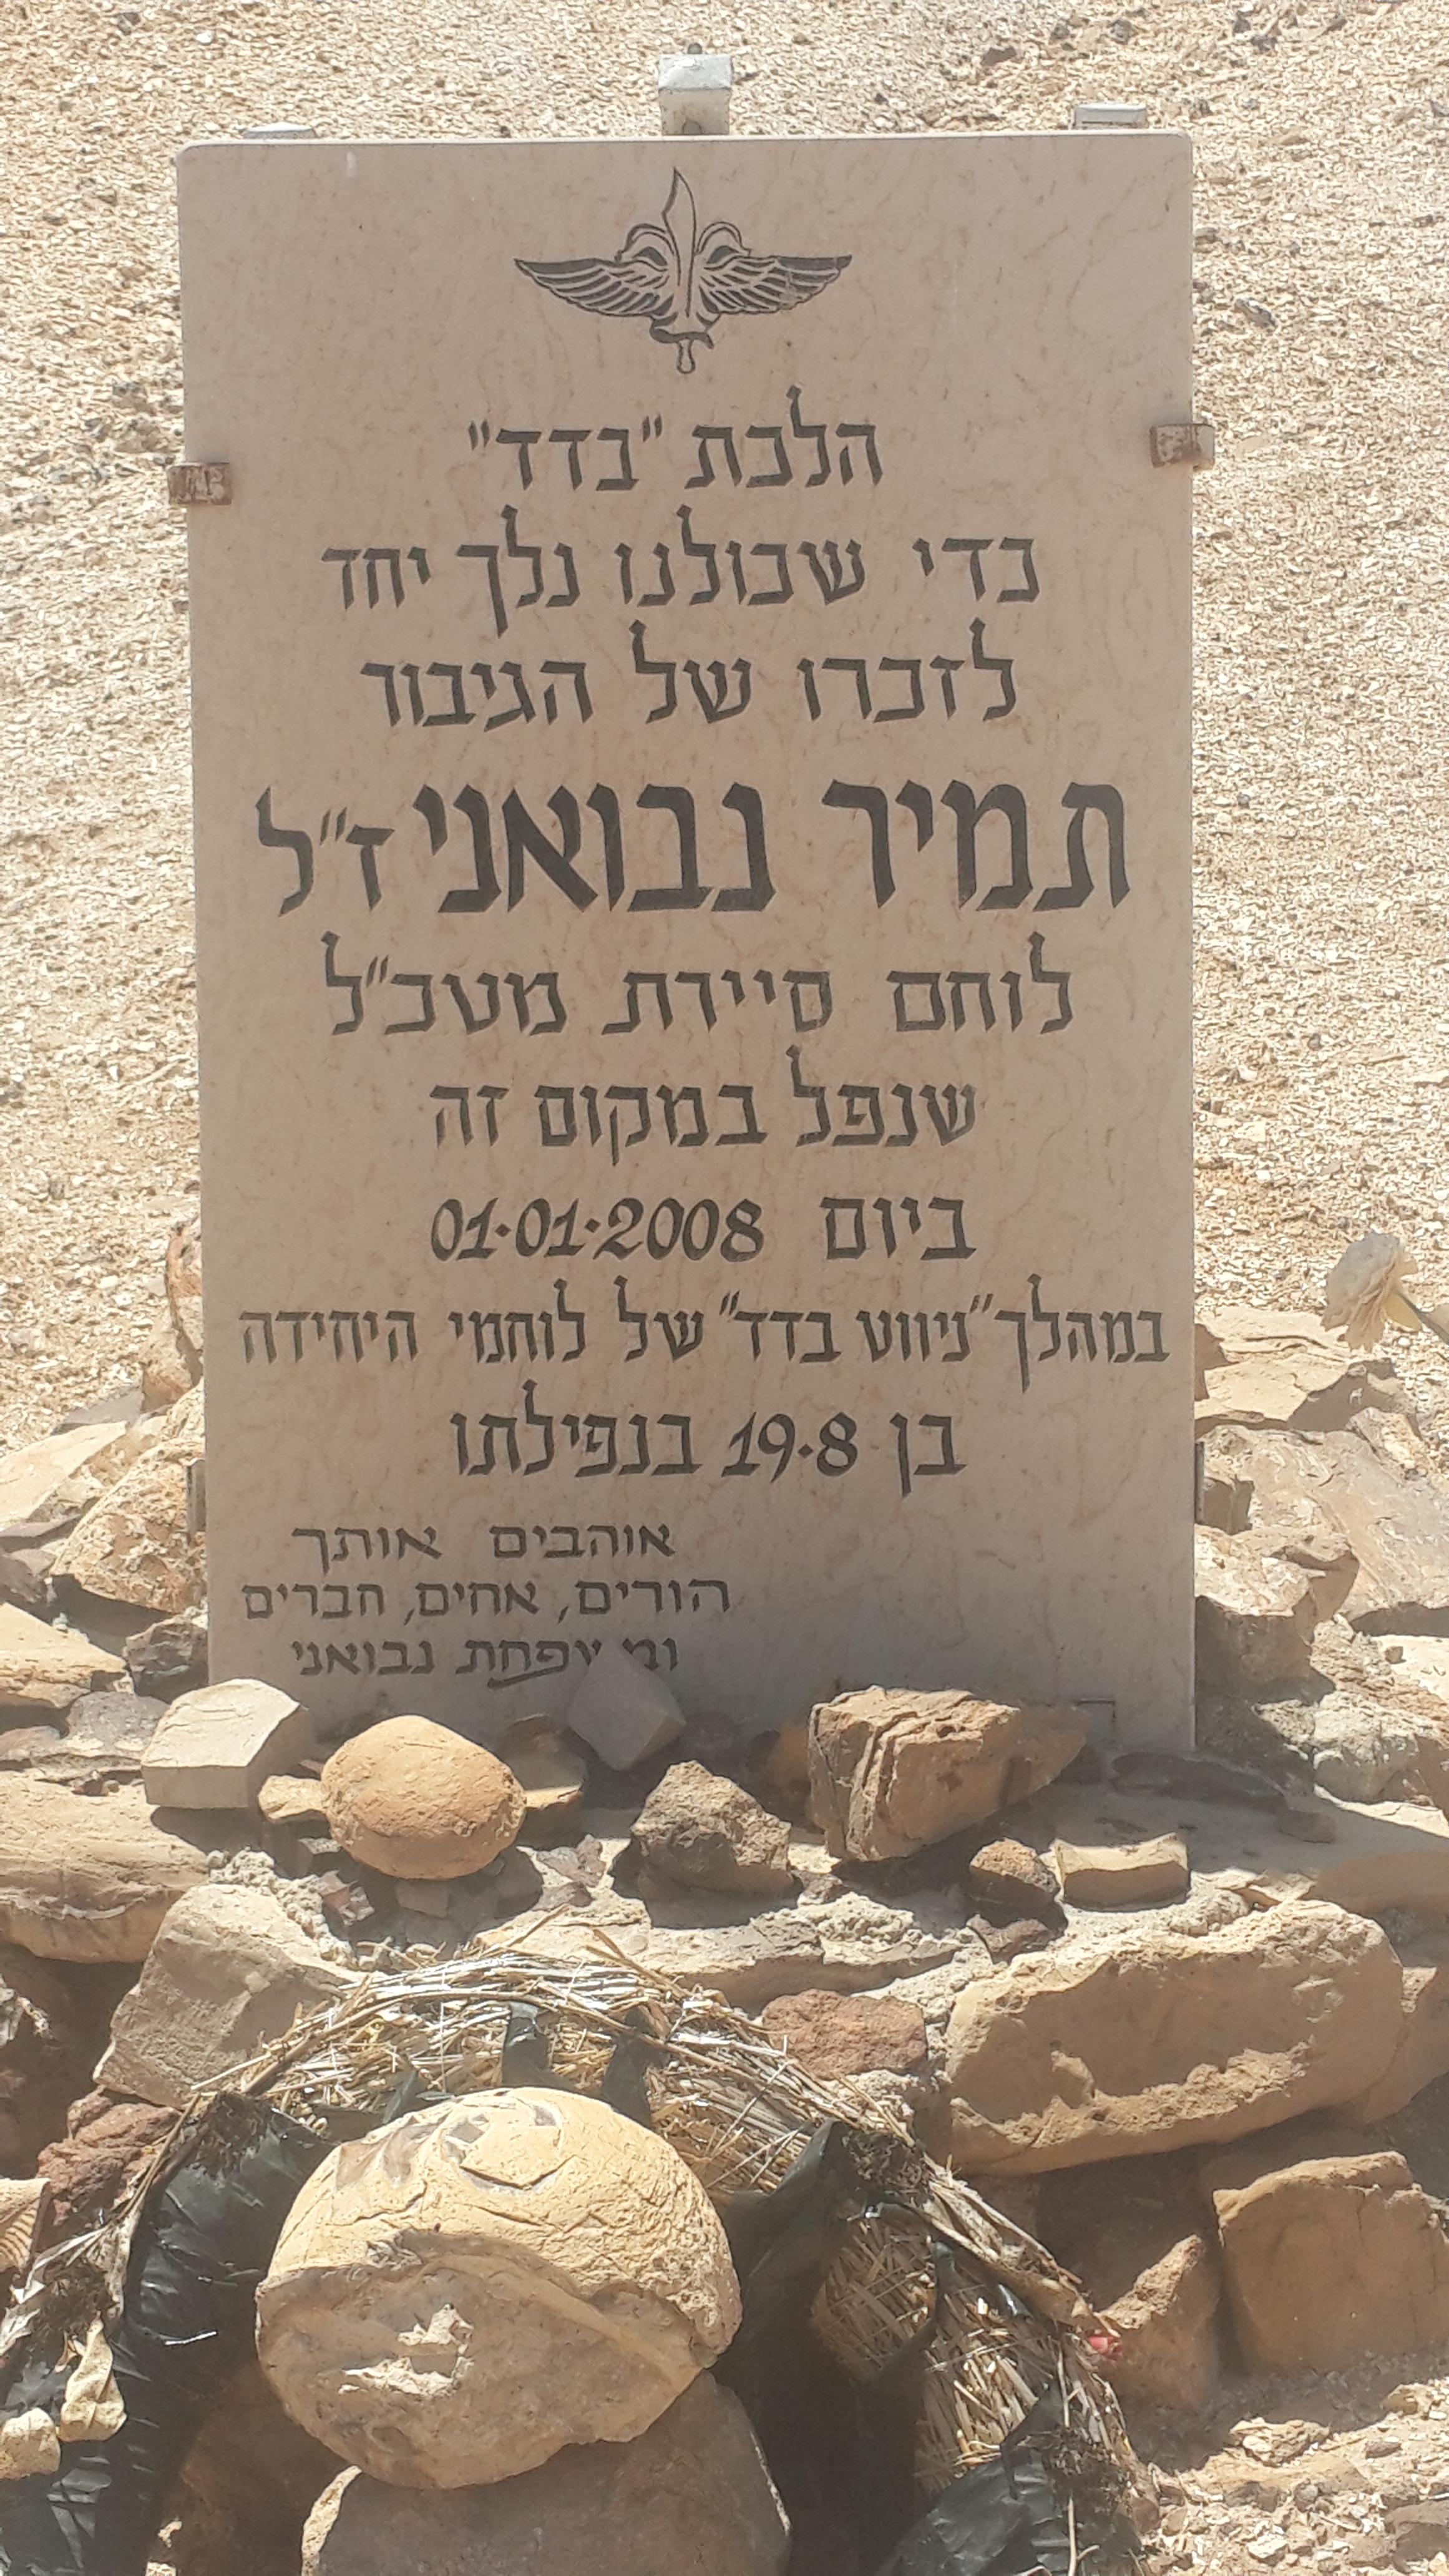 הלכת "בדד"
כדי שכולנו נלך יחד
לזכרו של הגיבור
תמיר נבואני ז"ל
לוחם סיירת מטכ"ל
שנפל במקום זה
ביום 01.01.2008
במהלך "ניווט בדד" של לוחמי היחידה
בן 19.8 בנפילתו
אוהבים אותך
הורים, אחים, חברים
ומשפחת נבואני